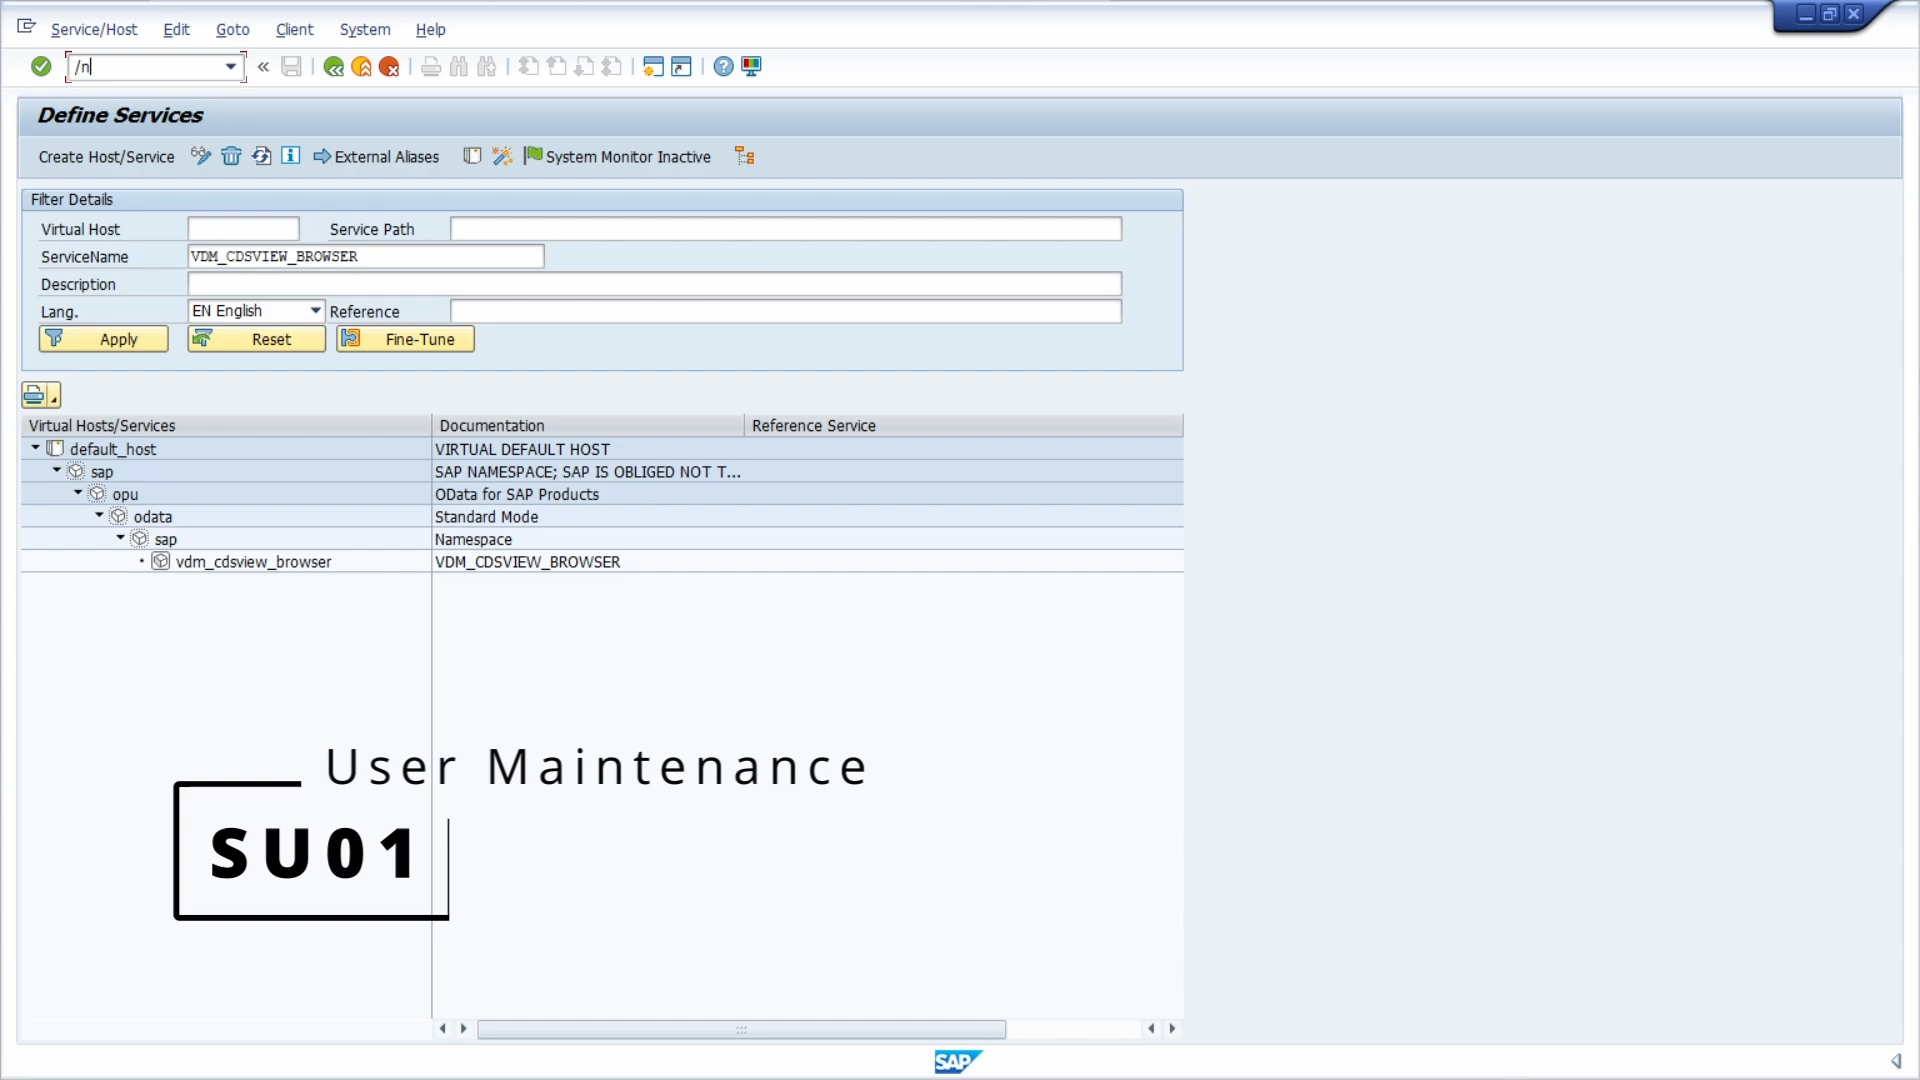 Service/Host Edit Goto Client System Help
/n
Define Services
Create Host/Service External Aliases System Monitor Inactive
Filter Details
Virtual Host Service Path
ServiceName VDM_CDSVIEW_BROWSER
Description
Lang. EN English Reference
Apply Reset Fine-Tune
Virtual Hosts/Services Documentation Reference Service
default_host VIRTUAL DEFAULT HOST
sap SAP NAMESPACE; SAP IS OBLIGED NOT T...
opu OData for SAP Products
odata Standard Mode
sap Namespace
vdm_cdsview_browser VDM_CDSVIEW_BROWSER
User Maintenance
SU01
SAP